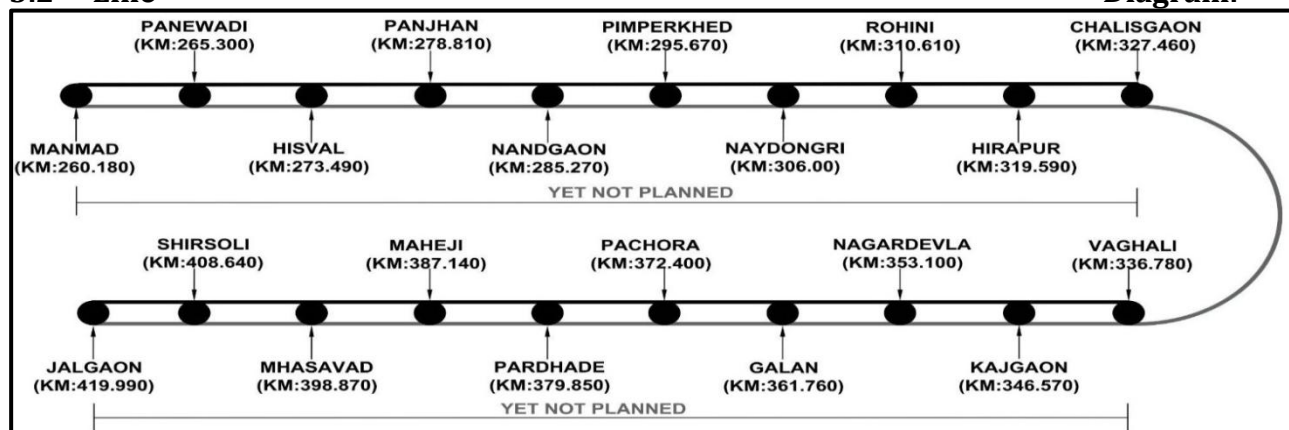 Diagram:
PANEWADI
(KM:265.300)
PANJHAN
(KM:278.810)
PIMPERKHED
(KM:295.670)
ROHINI
(KM:310.610)
CHALISGAON
(KM:327.460)
MANMAD
(KM:260.180)
HISVAL
(KM:273.490)
NANDGAON
(KM:285.270)
NAYDONGRI
(KM:306.00)
HIRAPUR
(KM:319.590)
YET NOT PLANNED
SHIRSOLI
(KM:408.640)
MAHEJI
(KM:387.140)
PACHORA
(KM:372.400)
NAGARDEVLA
(KM:353.100)
VAGHALI
(KM:336.780)
JALGAON
(KM:419.990)
MHASAVAD
(KM:398.870)
PARDHADE
(KM:379.850)
GALAN
(KM:361.760)
KAJGAON
(KM:346.570)
YET NOT PLANNED